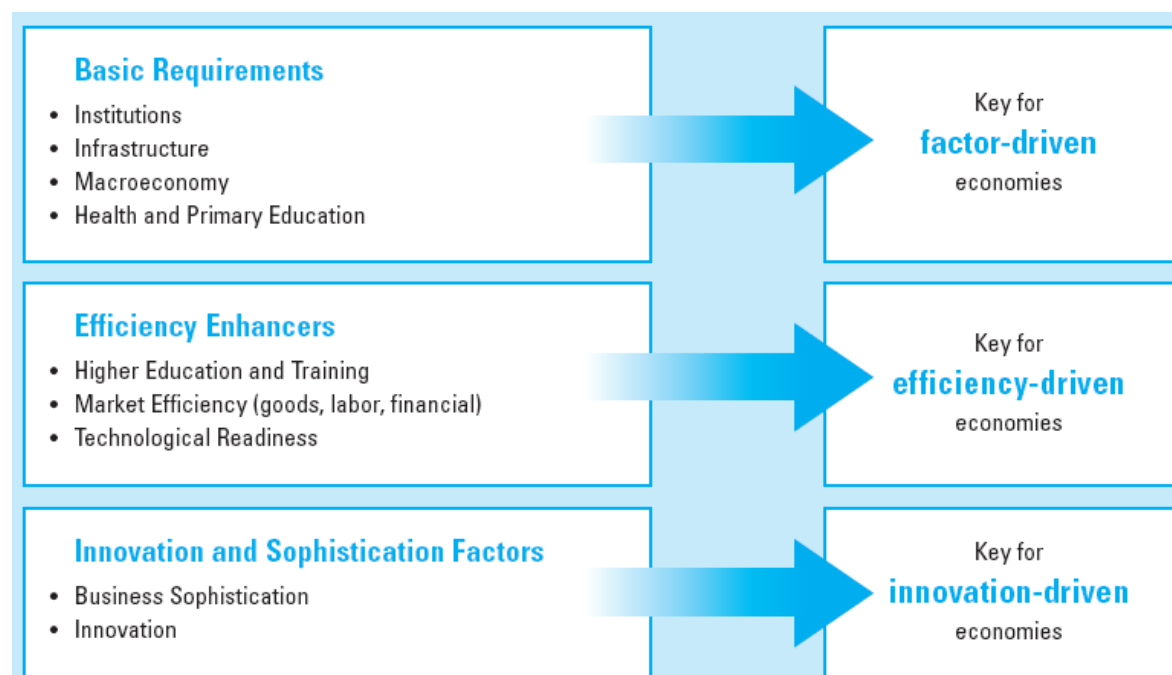 Basic Requirements
• Institutions
• Infrastructure
• Macroeconomy
• Health and Primary Education
Key for
factor-driven
economies
Efficiency Enhancers
• Higher Education and Training
• Market Efficiency (goods, labor, financial)
• Technological Readiness
Key for
efficiency-driven
economies
Innovation and Sophistication Factors
• Business Sophistication
• Innovation
Key for
innovation-driven
economies